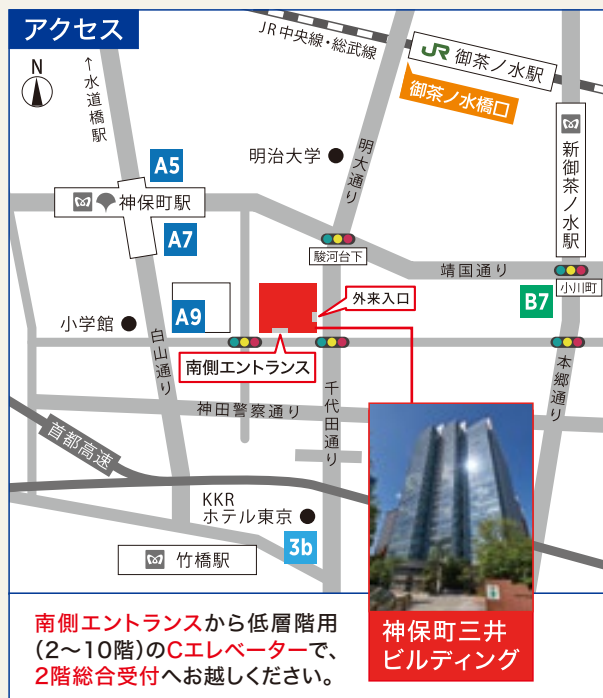 アクセス
JR中央線・総武線
JR 御茶ノ水駅
御茶ノ水橋口
N
↑水道橋駅
明治大学
明大通り
新御茶ノ水駅
A5
神保町駅
A7
駿河台下
靖国通り
小川町
B7
外来入口
A9
小学館
南側エントランス
白山通り
千代田通り
本郷通り
神田警察通り
首都高速
KKR
ホテル東京
3b
竹橋駅
神保町三井
ビルディング
南側エントランスから低層階用
(2〜10階)のCエレベーターで、
2階総合受付へお越しください。